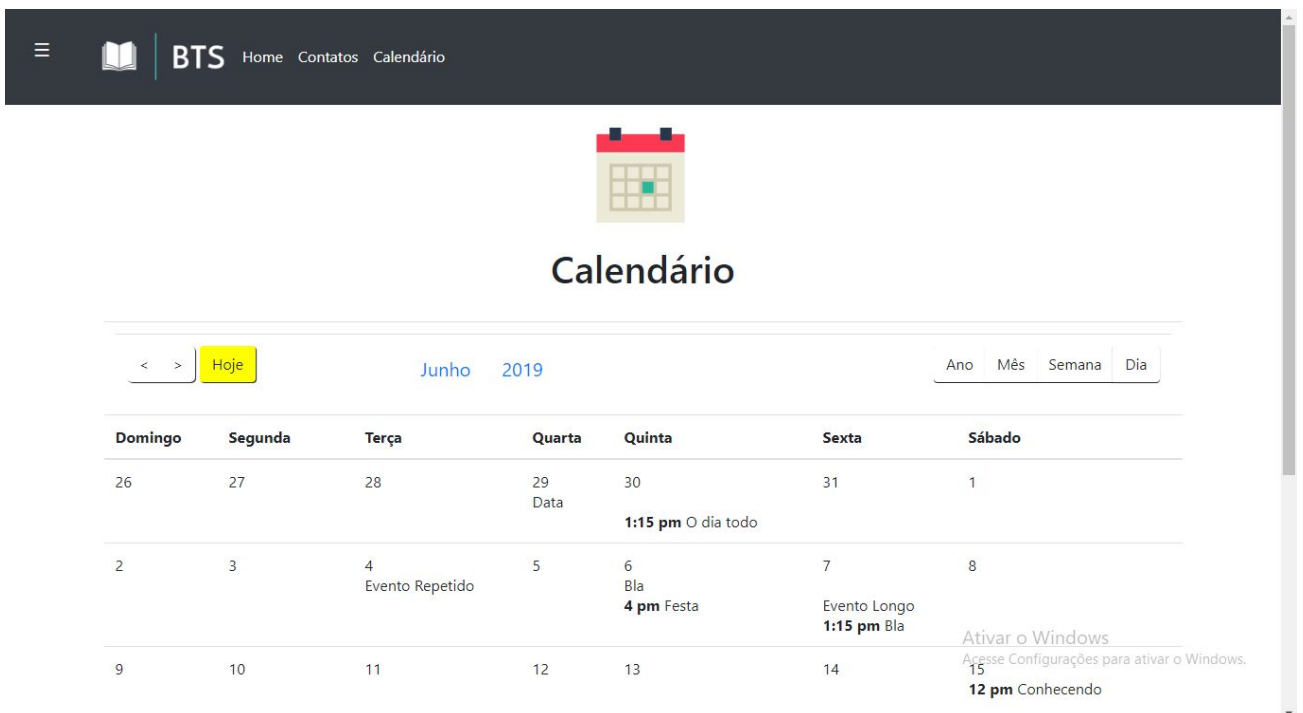 ☰ BTS Home Contatos Calendário
Calendário
< > Hoje Junho 2019 Ano Mês Semana Dia
Domingo Segunda Terça Quarta Quinta Sexta Sábado
26 27 28 29 30 31 1
Data
1:15 pm O dia todo
2 3 4 5 6 7 8
Evento Repetido Bla
4 pm Festa Evento Longo
1:15 pm Bla
Ativar o Windows
Acesse Configurações para ativar o Windows.
9 10 11 12 13 14 15
12 pm Conhecendo